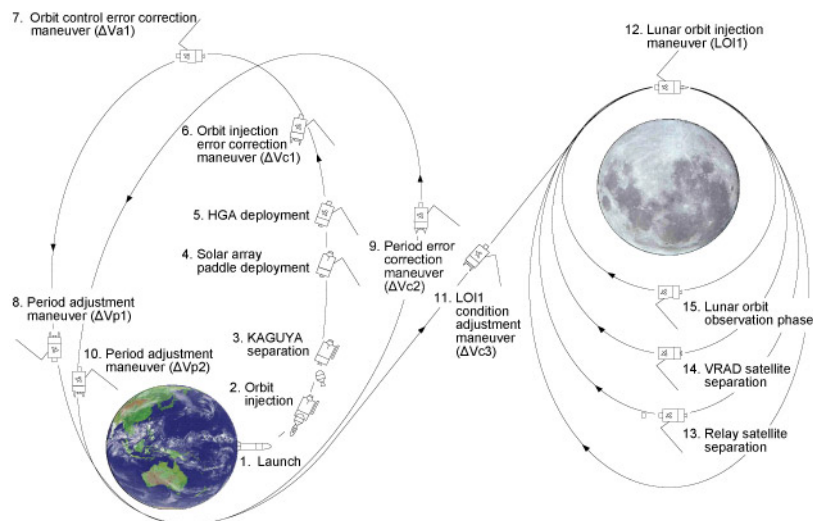 7. Orbit control error correction
maneuver (ΔVa1)
12. Lunar orbit injection
maneuver (LOI1)
6. Orbit injection
error correction
maneuver (ΔVc1)
5. HGA deployment
4. Solar array
paddle deployment
9. Period error
correction
maneuver
(ΔVc2)
11. LOI1
condition
adjustment
maneuver
(ΔVc3)
8. Period adjustment
maneuver (ΔVp1)
10. Period adjustment
maneuver (ΔVp2)
3. KAGUYA
separation
2. Orbit
injection
1. Launch
15. Lunar orbit
observation phase
14. VRAD satellite
separation
13. Relay satellite
separation